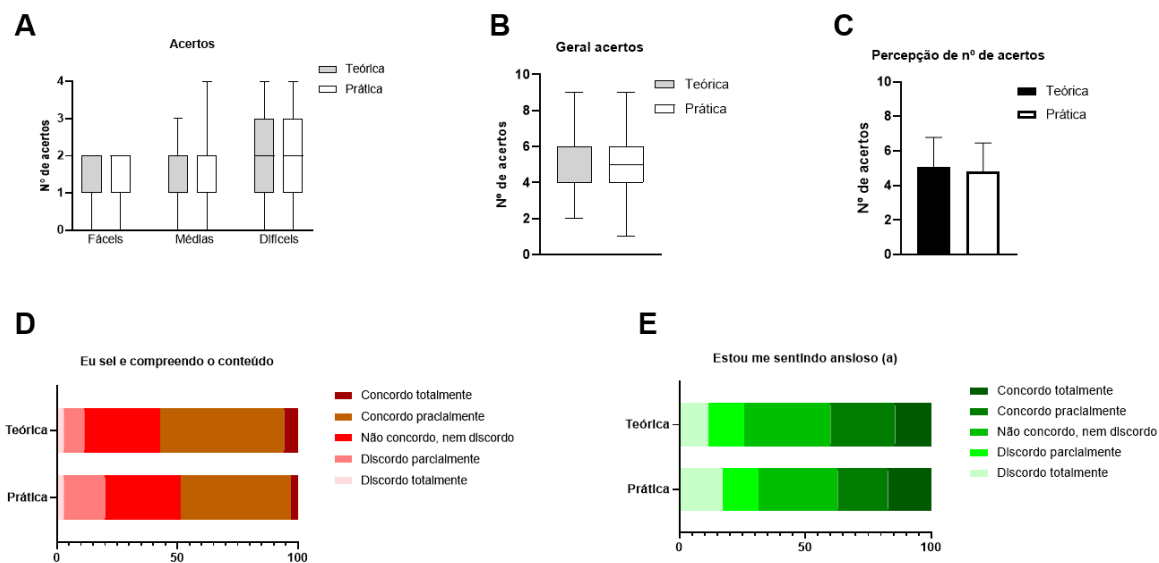 A
Acertos
Nº de acertos
4
3
2
1
0
Fáceis
Médias
Difíceis
Teórica
Prática
B
Geral acertos
Nº de acertos
10
8
6
4
2
0
Teórica
Prática
C
Percepção de nº de acertos
Nº de acertos
10
8
6
4
2
0
Teórica
Prática
D
Eu sei e compreendo o conteúdo
Teórica
Prática
0
50
100
Concordo totalmente
Concordo pracialmente
Não concordo, nem discordo
Discordo parcialmente
Discordo totalmente
E
Estou me sentindo ansioso (a)
Teórica
Prática
0
50
100
Concordo totalmente
Concordo pracialmente
Não concordo, nem discordo
Discordo parcialmente
Discordo totalmente